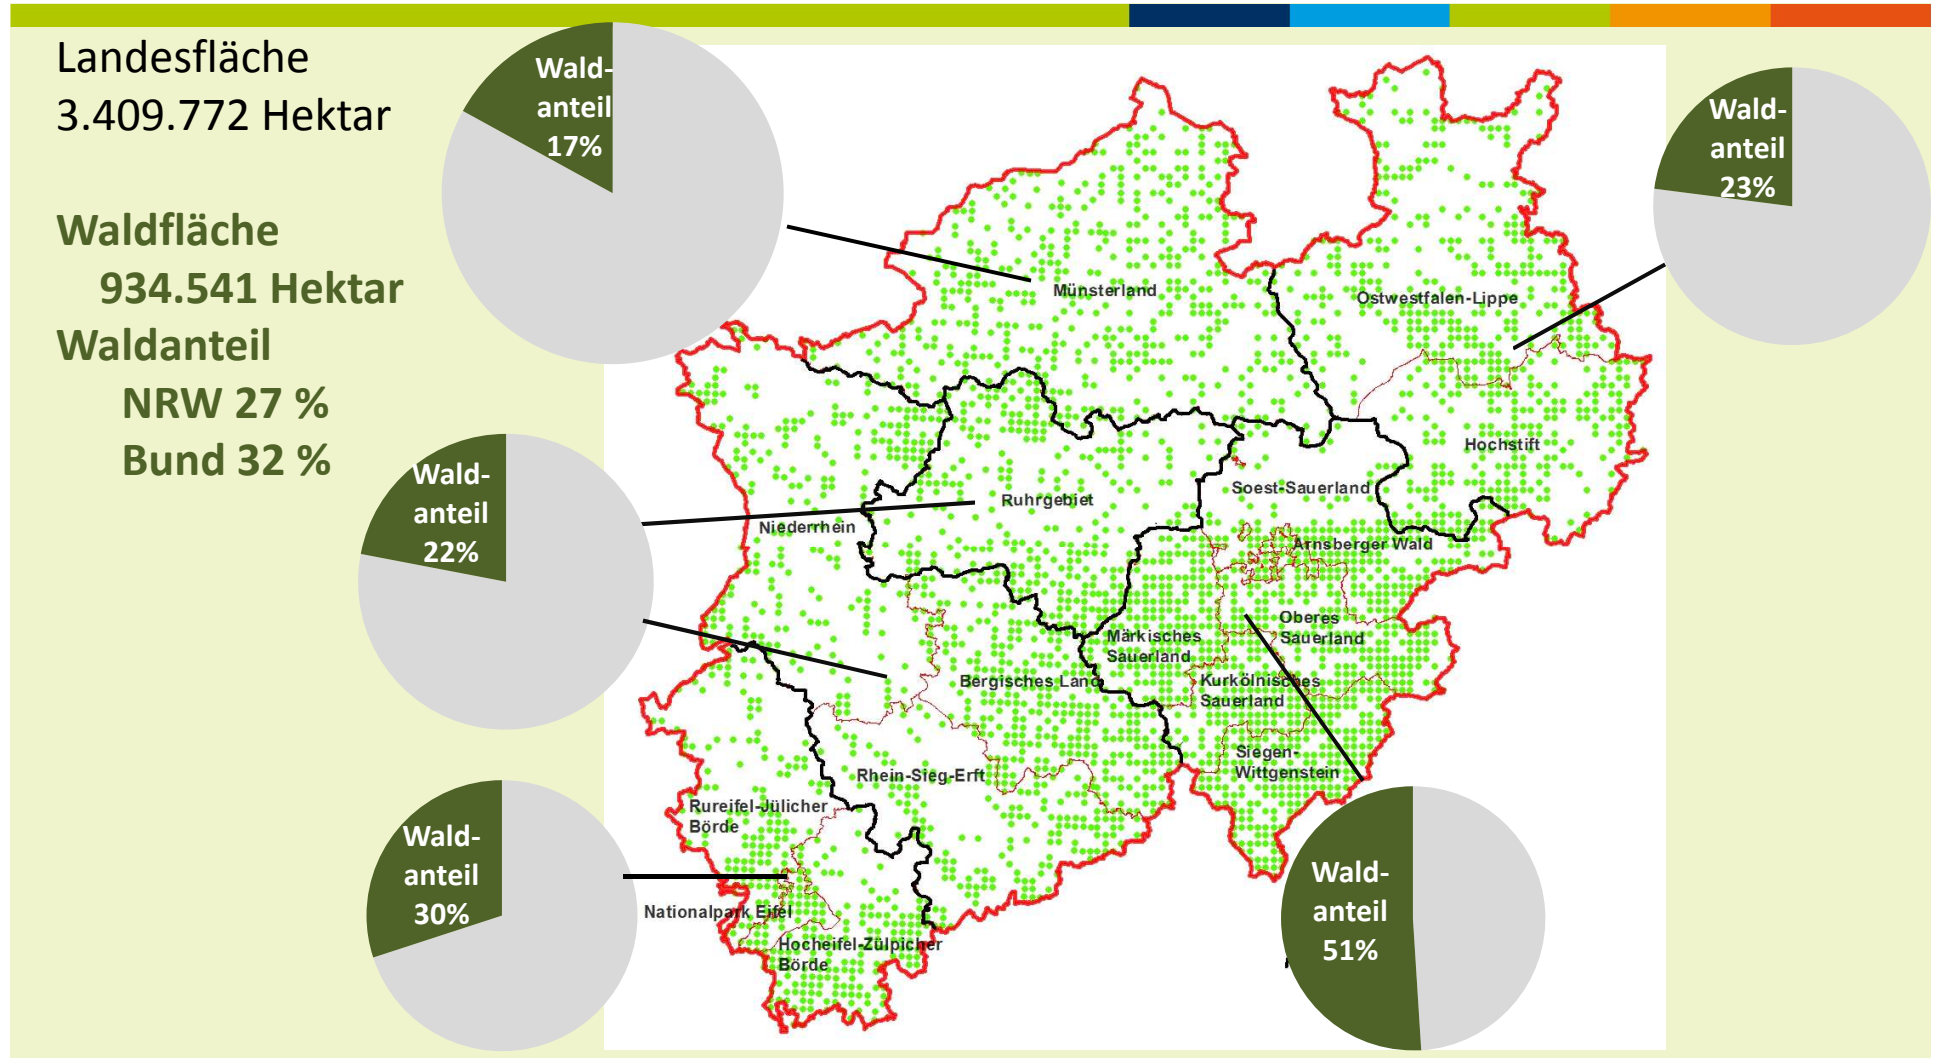 Landesfläche
3.409.772 Hektar
Waldfläche
934.541 Hektar
Waldanteil
NRW 27 %
Bund 32 %
Wald-
anteil
17%
Wald-
anteil
23%
Wald-
anteil
22%
Wald-
anteil
30%
Wald-
anteil
51%
Münsterland
Ostwestfalen-Lippe
Hochstift
Soest-Sauerland
Ruhrgebiet
Niederrhein
Arnsberger Wald
Oberes
Sauerland
Märkisches
Sauerland
Bergisches Land
Kurkölnisches
Sauerland
Siegen-
Wittgenstein
Rhein-Sieg-Erft
Rureifel-Jülicher
Börde
Nationalpark Eifel
Hocheifel-Zülpicher
Börde